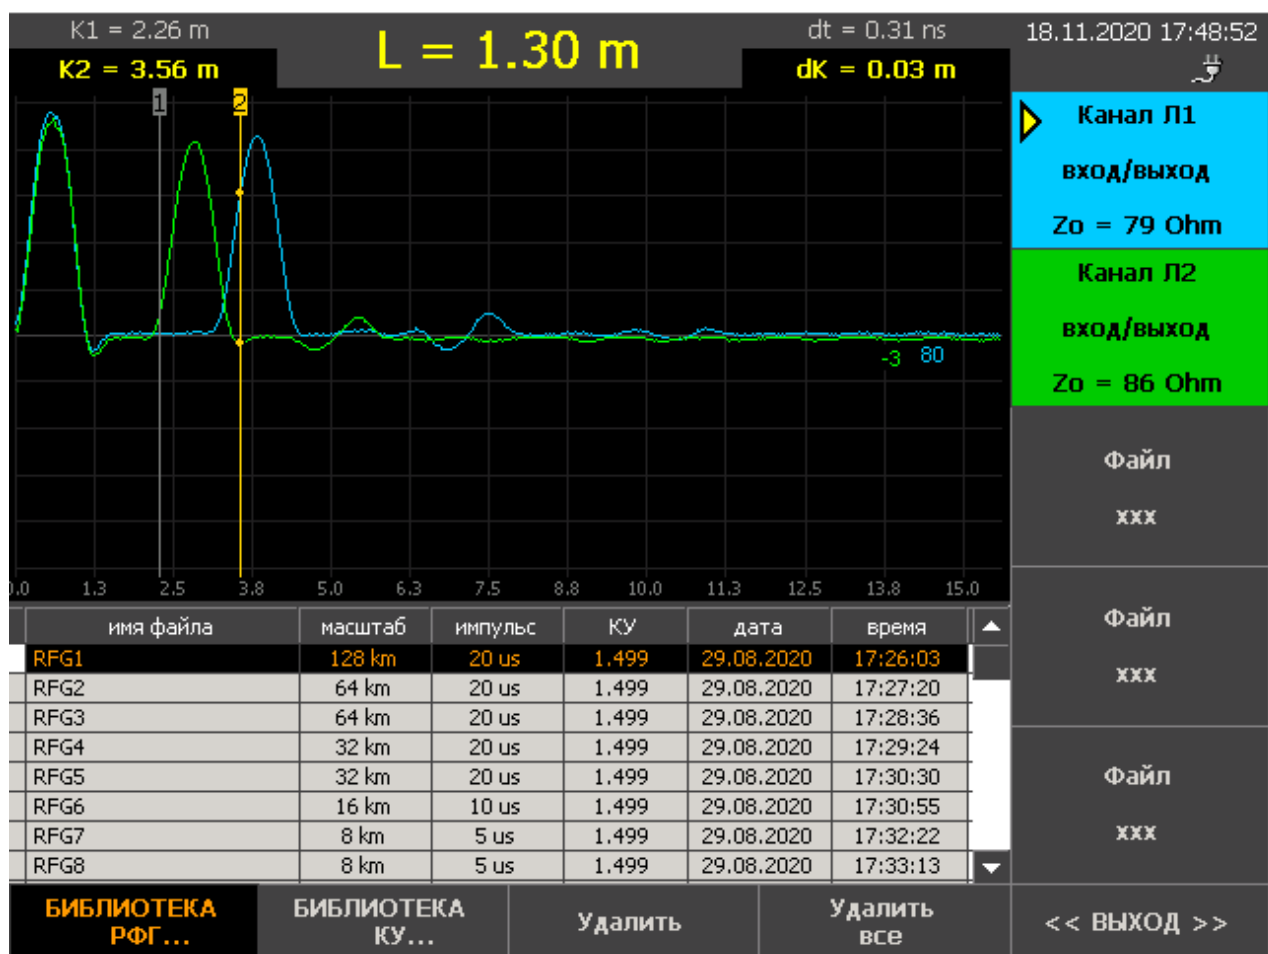 K1 = 2.26 m
L = 1.30 m
dt = 0.31 ns
18.11.2020 17:48:52
K2 = 3.56 m
dK = 0.03 m
1
2
Канал Л1
вход/выход
Zo = 79 Ohm
Канал Л2
вход/выход
Zo = 86 Ohm
-3 80
Файл
xxx
0.0 1.3 2.5 3.8 5.0 6.3 7.5 8.8 10.0 11.3 12.5 13.8 15.0
Файл
xxx
Файл
xxx
имя файла масштаб импульс КУ дата время
RFG1 128 km 20 us 1.499 29.08.2020 17:26:03
RFG2 64 km 20 us 1.499 29.08.2020 17:27:20
RFG3 64 km 20 us 1.499 29.08.2020 17:28:36
RFG4 32 km 20 us 1.499 29.08.2020 17:29:24
RFG5 32 km 20 us 1.499 29.08.2020 17:30:30
RFG6 16 km 10 us 1.499 29.08.2020 17:30:55
RFG7 8 km 5 us 1.499 29.08.2020 17:32:22
RFG8 8 km 5 us 1.499 29.08.2020 17:33:13
БИБЛИОТЕКА
РФГ...
БИБЛИОТЕКА
КУ...
Удалить
Удалить
все
<< ВЫХОД >>